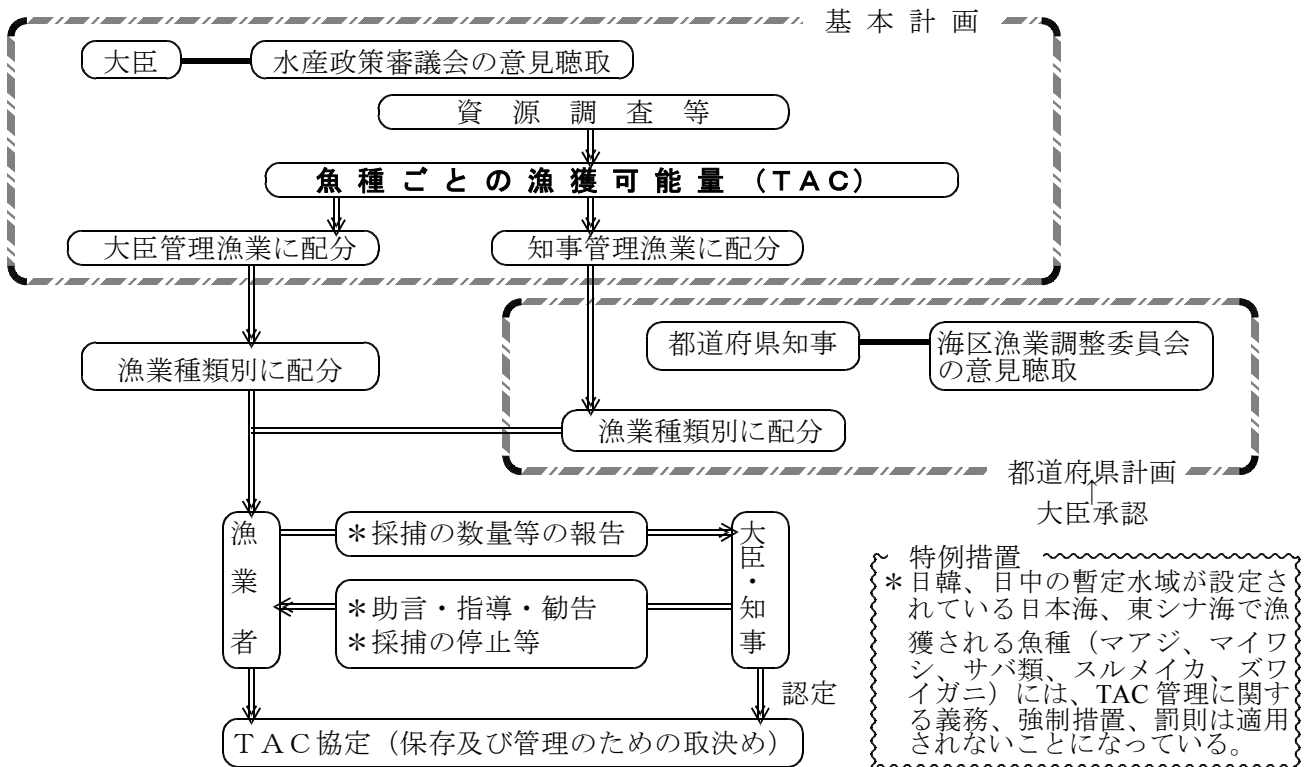 基 本 計 画
大臣
水産政策審議会の意見聴取
資 源 調 査 等
魚 種 ご と の 漁 獲 可 能 量 (TAC)
大臣管理漁業に配分
知事管理漁業に配分
都道府県知事
海区漁業調整委員会
の意見聴取
漁業種類別に配分
漁業種類別に配分
都道府県計画
↑
大臣承認
漁業者
*採捕の数量等の報告
大臣・知事
*助言・指導・勧告
*採捕の停止等
認定
TAC協定(保存及び管理のための取決め)
特例措置
*日韓、日中の暫定水域が設定さ
れている日本海、東シナ海で漁
獲される魚種(マアジ、マイワ
シ、サバ類、スルメイカ、ズワ
イガニ)には、TAC 管理に関す
る義務、強制措置、罰則は適用
されないことになっている。